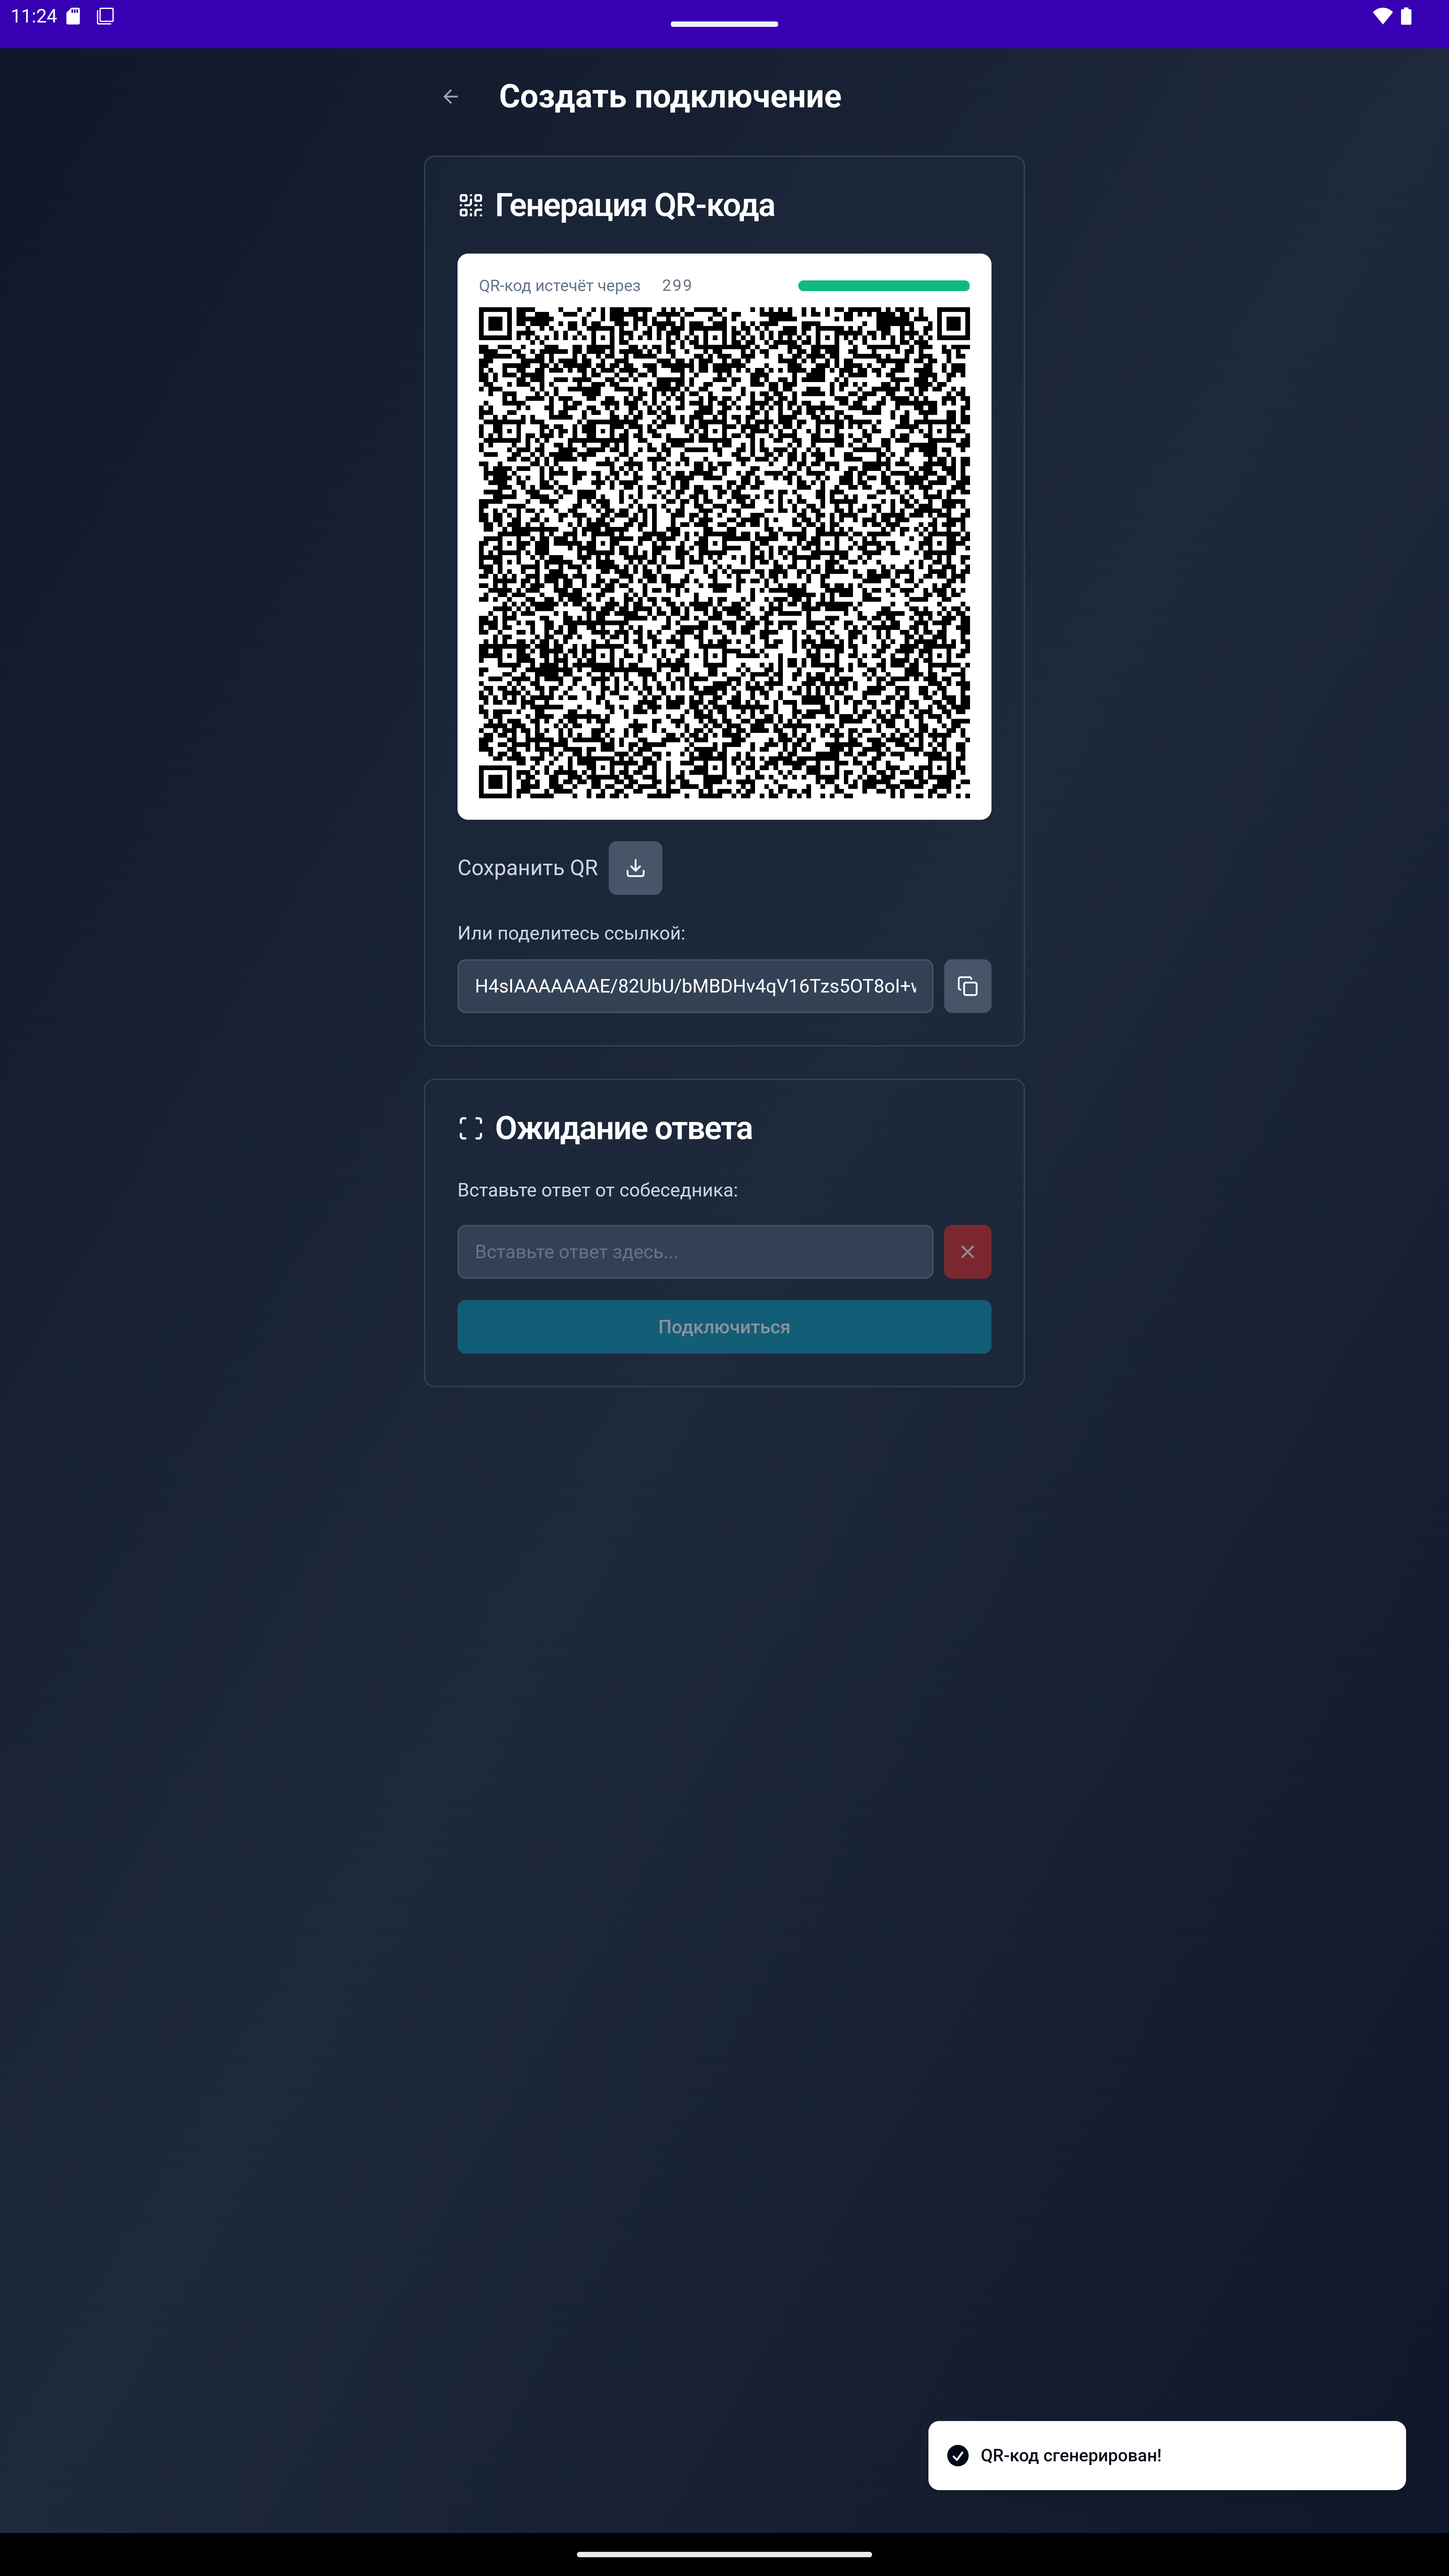 11:24
Создать подключение
Генерация QR-кода
QR-код истечёт через 299
Сохранить QR
Или поделитесь ссылкой:
H4sIAAAAAAAE/82UbU/bMBDHv4qV16Tzs5OT8oI+
Ожидание ответа
Вставьте ответ от собеседника:
Вставьте ответ здесь...
Подключиться
QR-код сгенерирован!